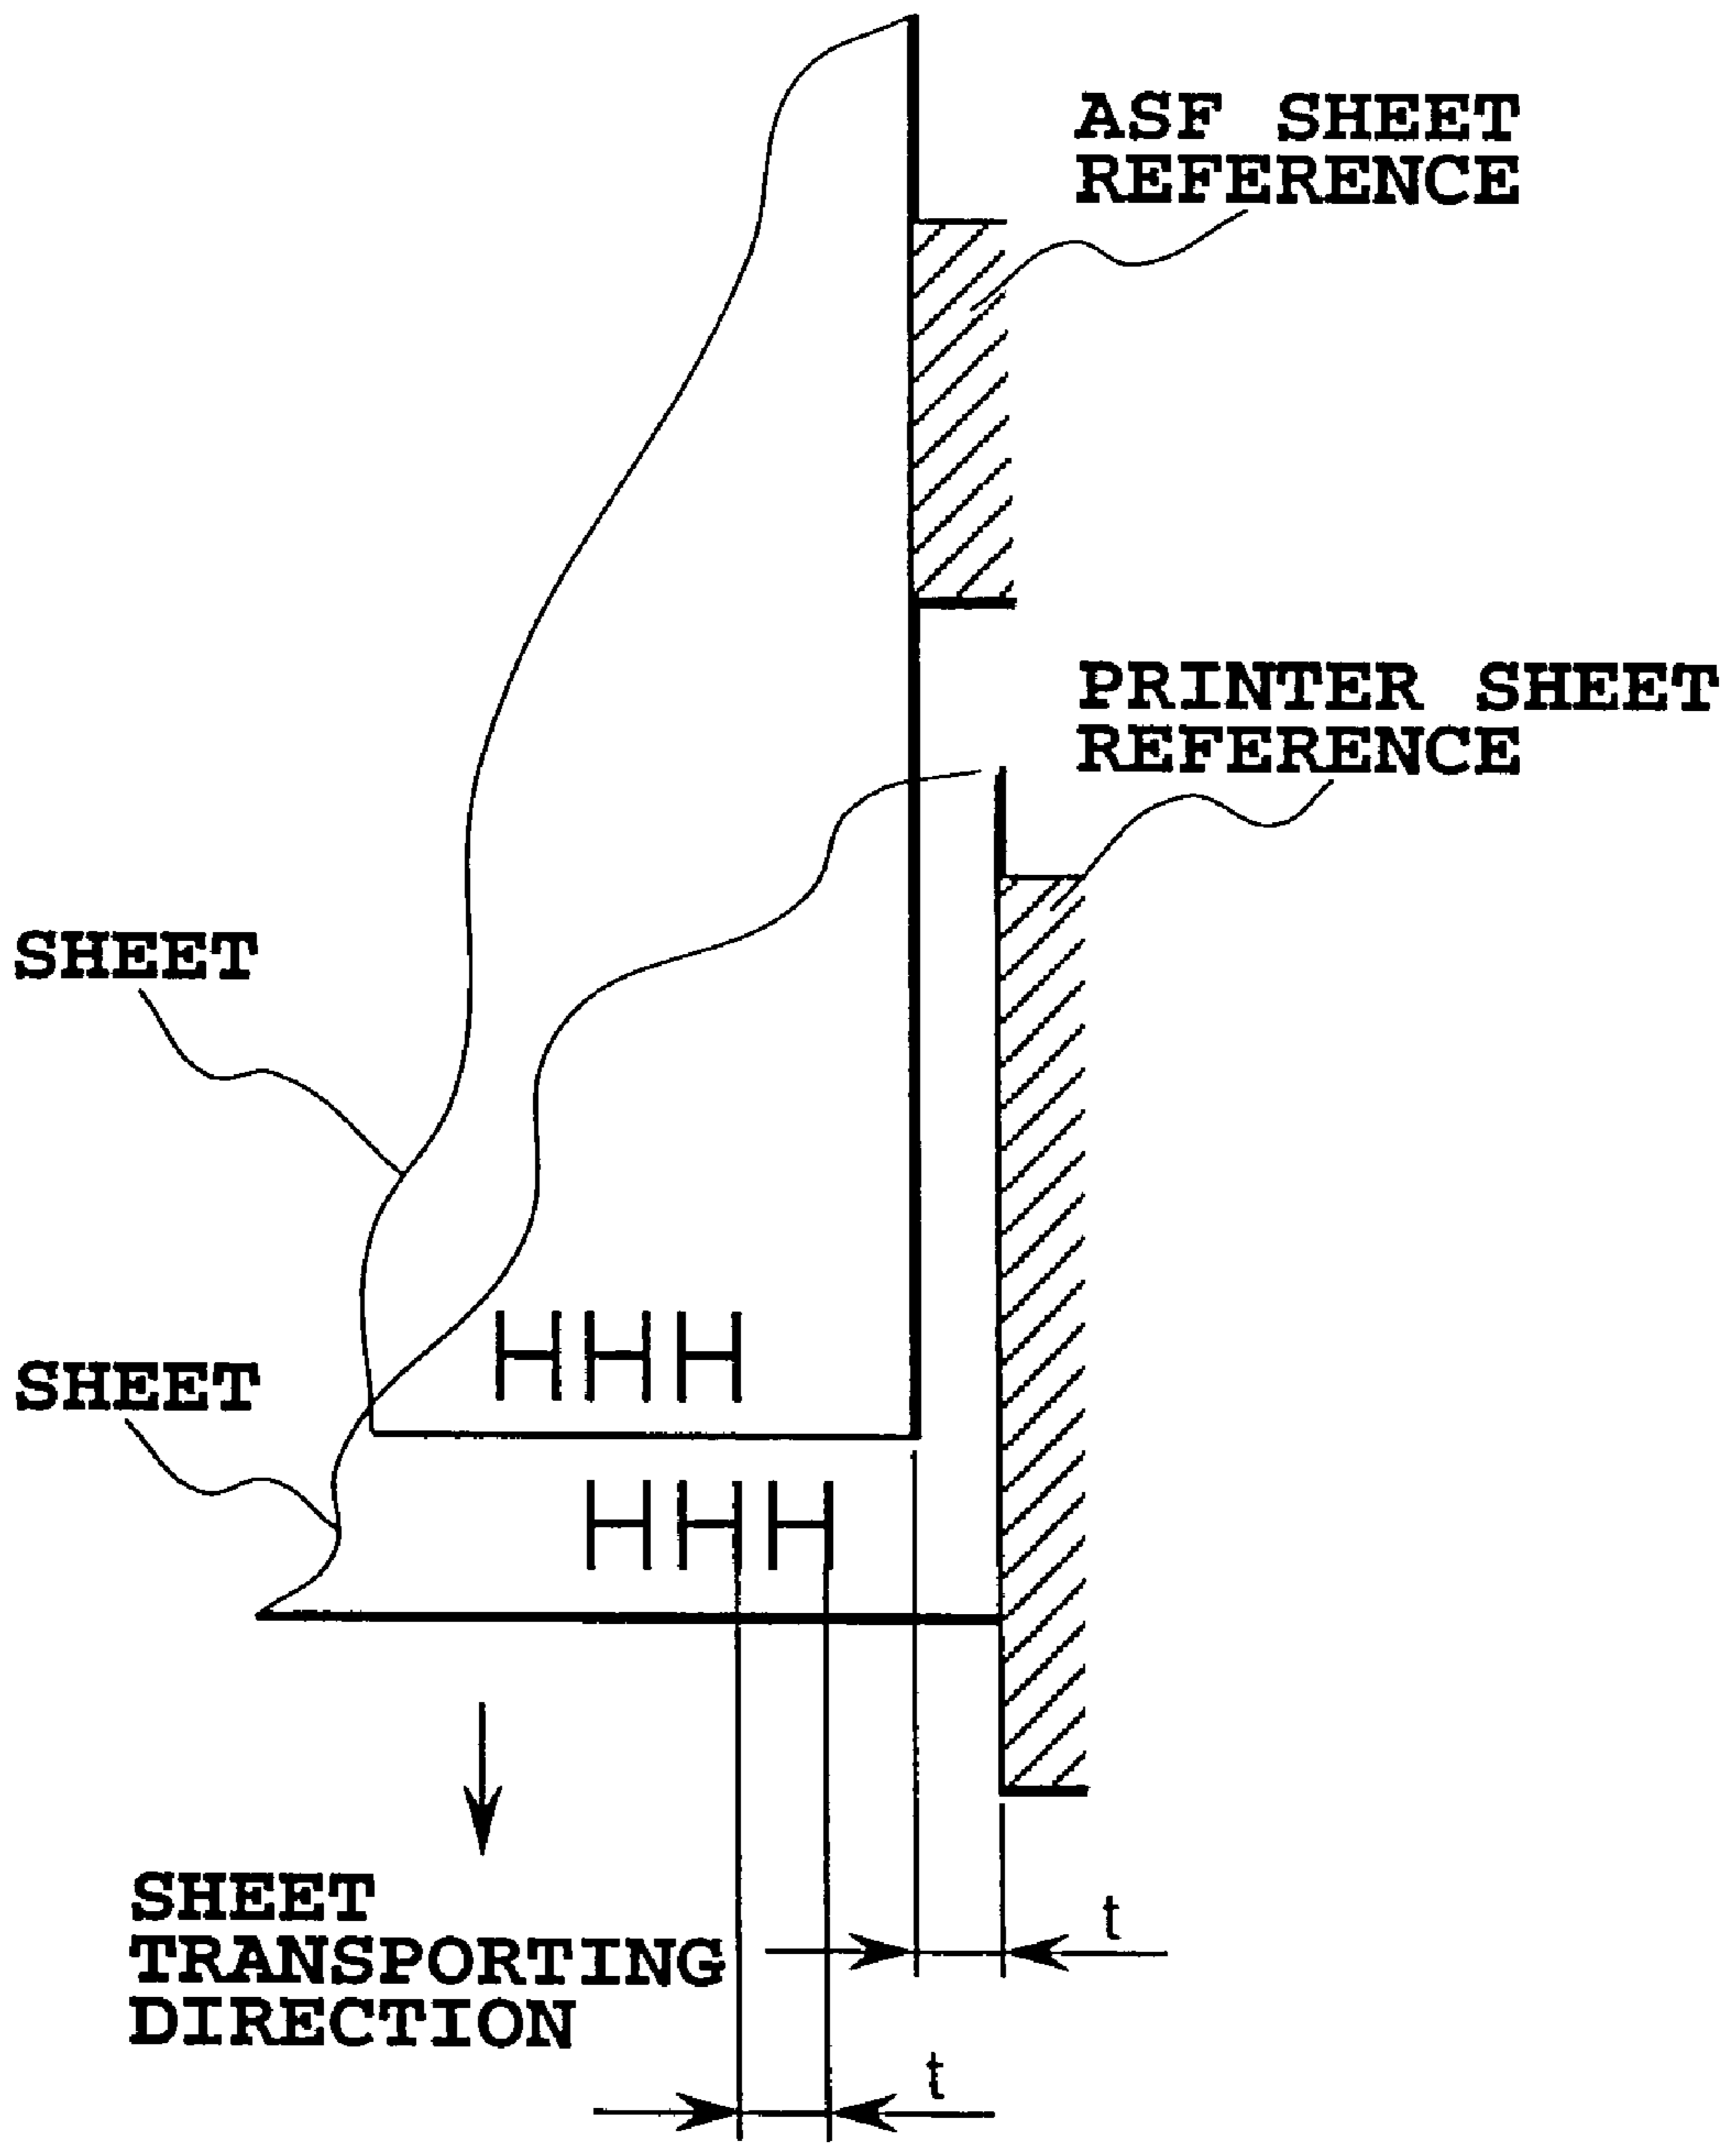 ASF SHEET
REFERENCE
PRINTER SHEET
REFERENCE
SHEET
SHEET
HHH
HHH
SHEET
TRANSPORTING
DIRECTION
t
t